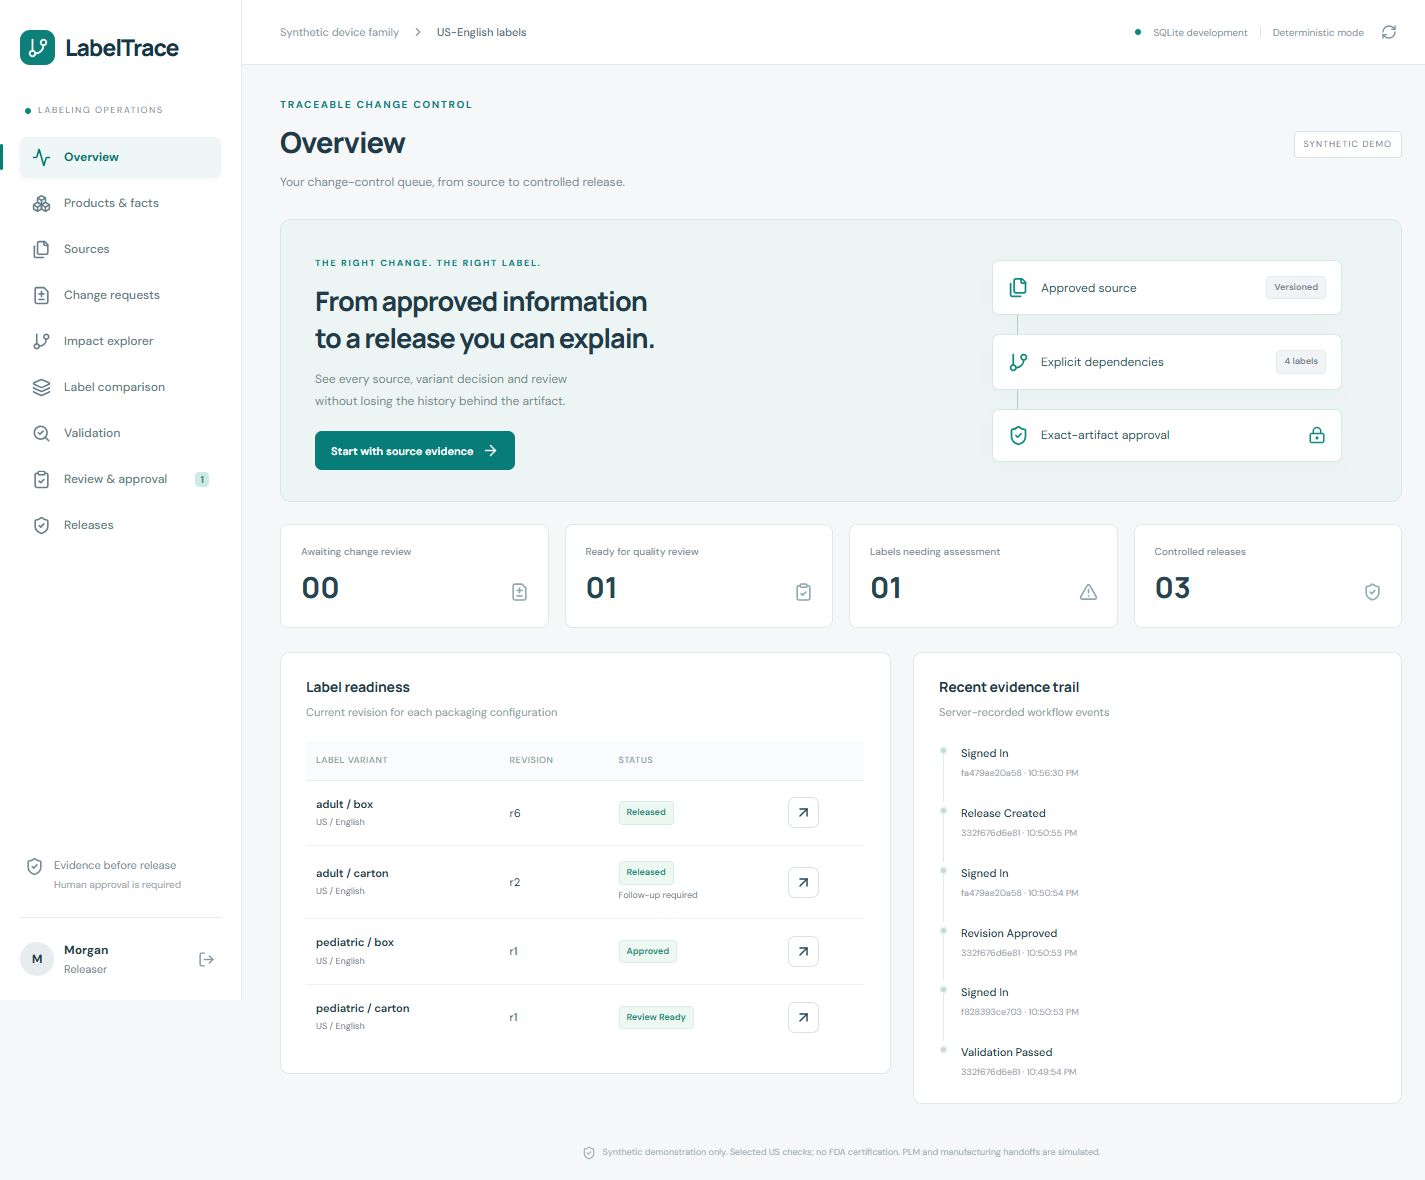 LabelTrace
LABELING OPERATIONS
Overview
Products & facts
Sources
Change requests
Impact explorer
Label comparison
Validation
Review & approval 1
Releases
Evidence before release
Human approval is required
M
Morgan
Releaser
Synthetic device family > US-English labels
SQLite development
Deterministic mode
TRACEABLE CHANGE CONTROL
Overview
SYNTHETIC DEMO
Your change-control queue, from source to controlled release.
THE RIGHT CHANGE. THE RIGHT LABEL.
From approved information
to a release you can explain.
See every source, variant decision and review
without losing the history behind the artifact.
Start with source evidence
Approved source Versioned
Explicit dependencies 4 labels
Exact-artifact approval
Awaiting change review
00
Ready for quality review
01
Labels needing assessment
01
Controlled releases
03
Label readiness
Current revision for each packaging configuration
LABEL VARIANT REVISION STATUS
adult / box
US / English
r6
Released
adult / carton
US / English
r2
Released
Follow-up required
pediatric / box
US / English
r1
Approved
pediatric / carton
US / English
r1
Review Ready
Recent evidence trail
Server-recorded workflow events
Signed In
fa479ae20a58 · 10:56:30 PM
Release Created
332f676d6e81 · 10:50:55 PM
Signed In
fa479ae20a58 · 10:50:54 PM
Revision Approved
332f676d6e81 · 10:50:53 PM
Signed In
f828393ce703 · 10:50:53 PM
Validation Passed
332f676d6e81 · 10:49:54 PM
Synthetic demonstration only. Selected US checks; no FDA certification. PLM and manufacturing handoffs are simulated.